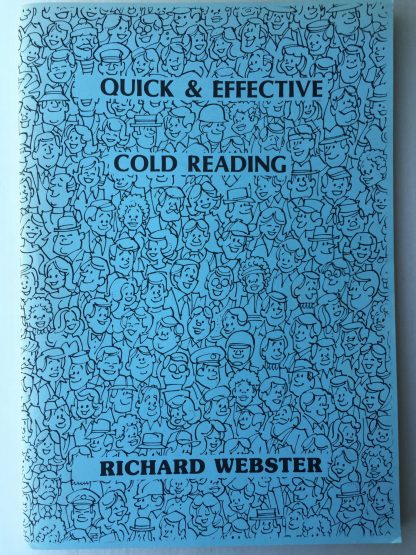 QUICK & EFFECTIVE
COLD READING
RICHARD WEBSTER